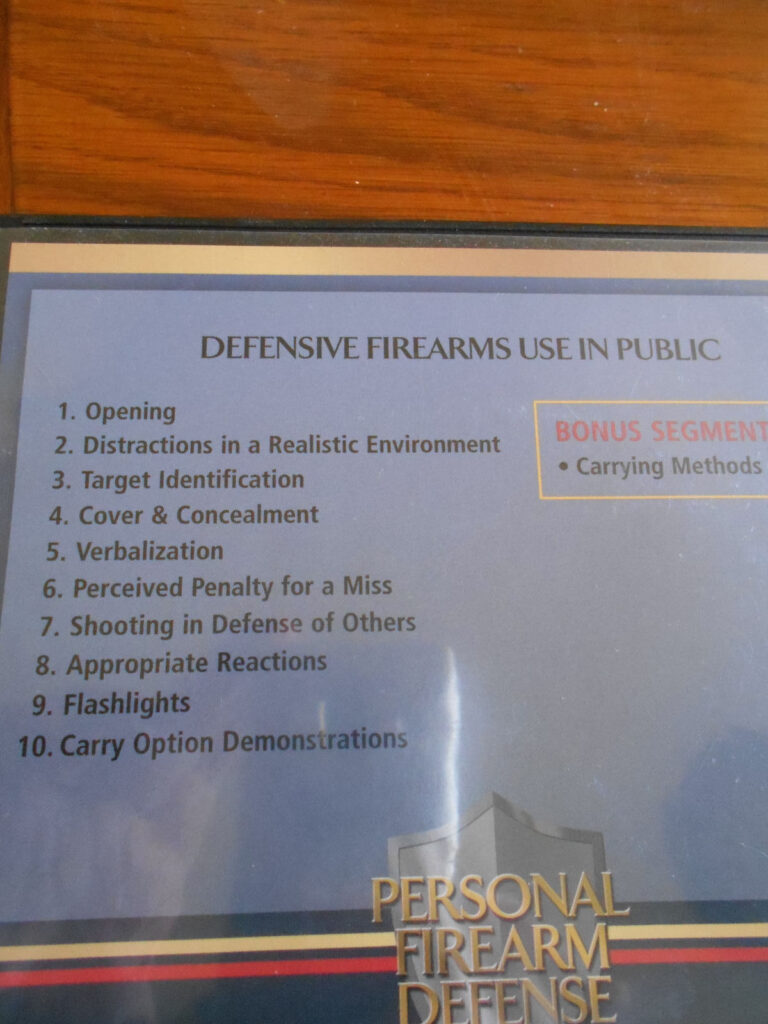 DEFENSIVE FIREARMS USE IN PUBLIC
1. Opening
2. Distractions in a Realistic Environment
3. Target Identification
4. Cover & Concealment
5. Verbalization
6. Perceived Penalty for a Miss
7. Shooting in Defense of Others
8. Appropriate Reactions
9. Flashlights
10. Carry Option Demonstrations
BONUS SEGMENT
• Carrying Methods
PERSONAL
FIREARM
DEFENSE